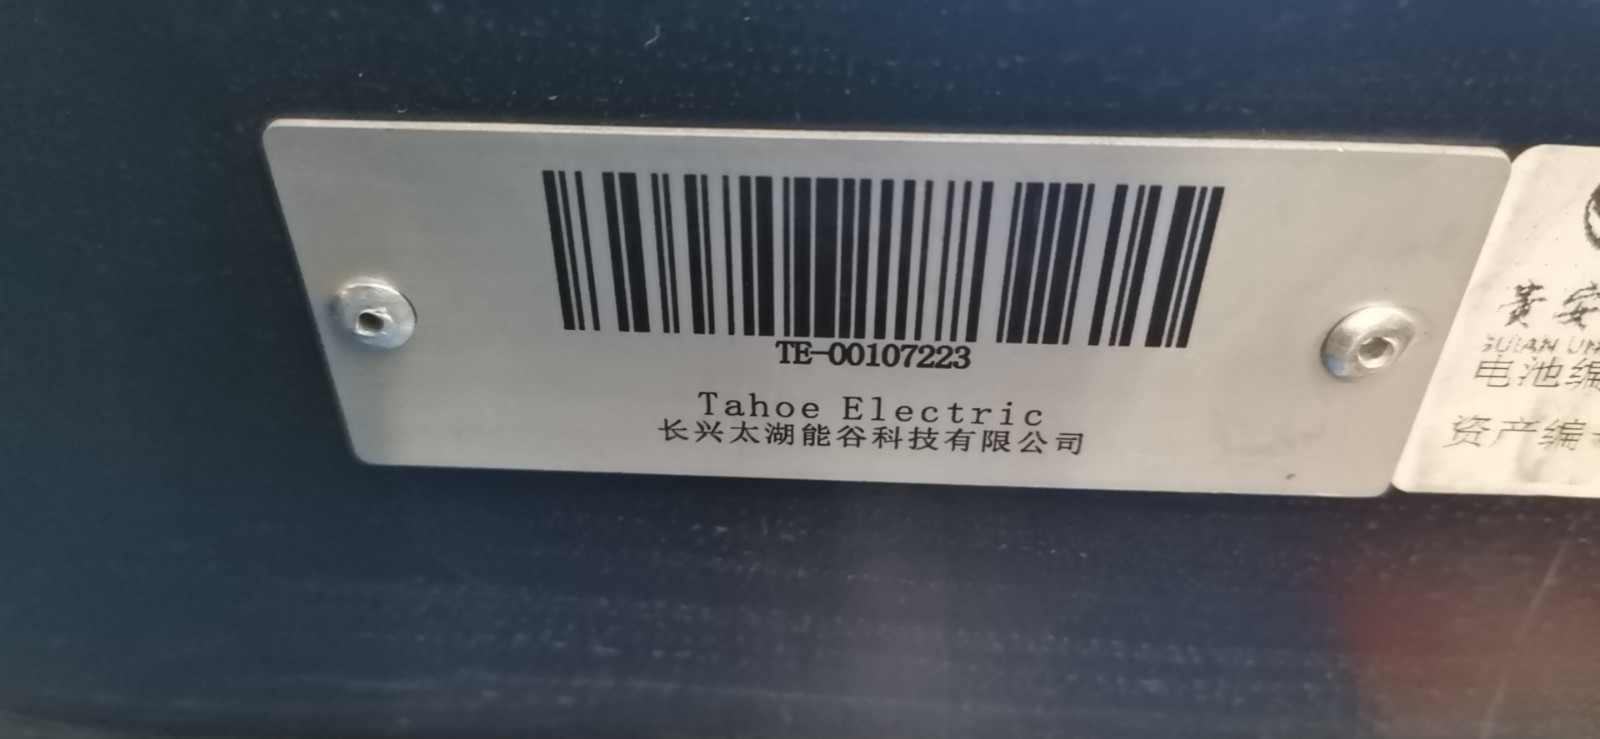 TE-00107223
Tahoe Electric
长兴太湖能谷科技有限公司
电池编
资产编